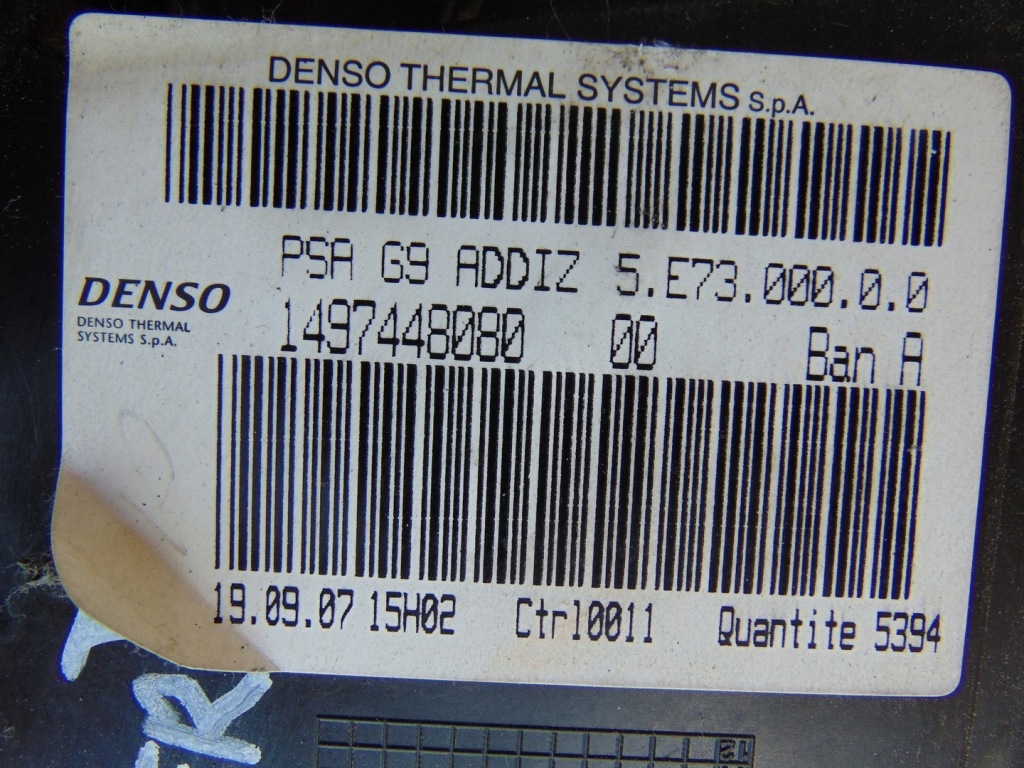 DENSO THERMAL SYSTEMS S.p.A.
PSA G9 ADDIZ 5.E73.000.0.0
DENSO
DENSO THERMAL
SYSTEMS S.p.A.
1497448080 00 Ban A
19.09.07 15H02 Ctrl0011 Quantite 5394